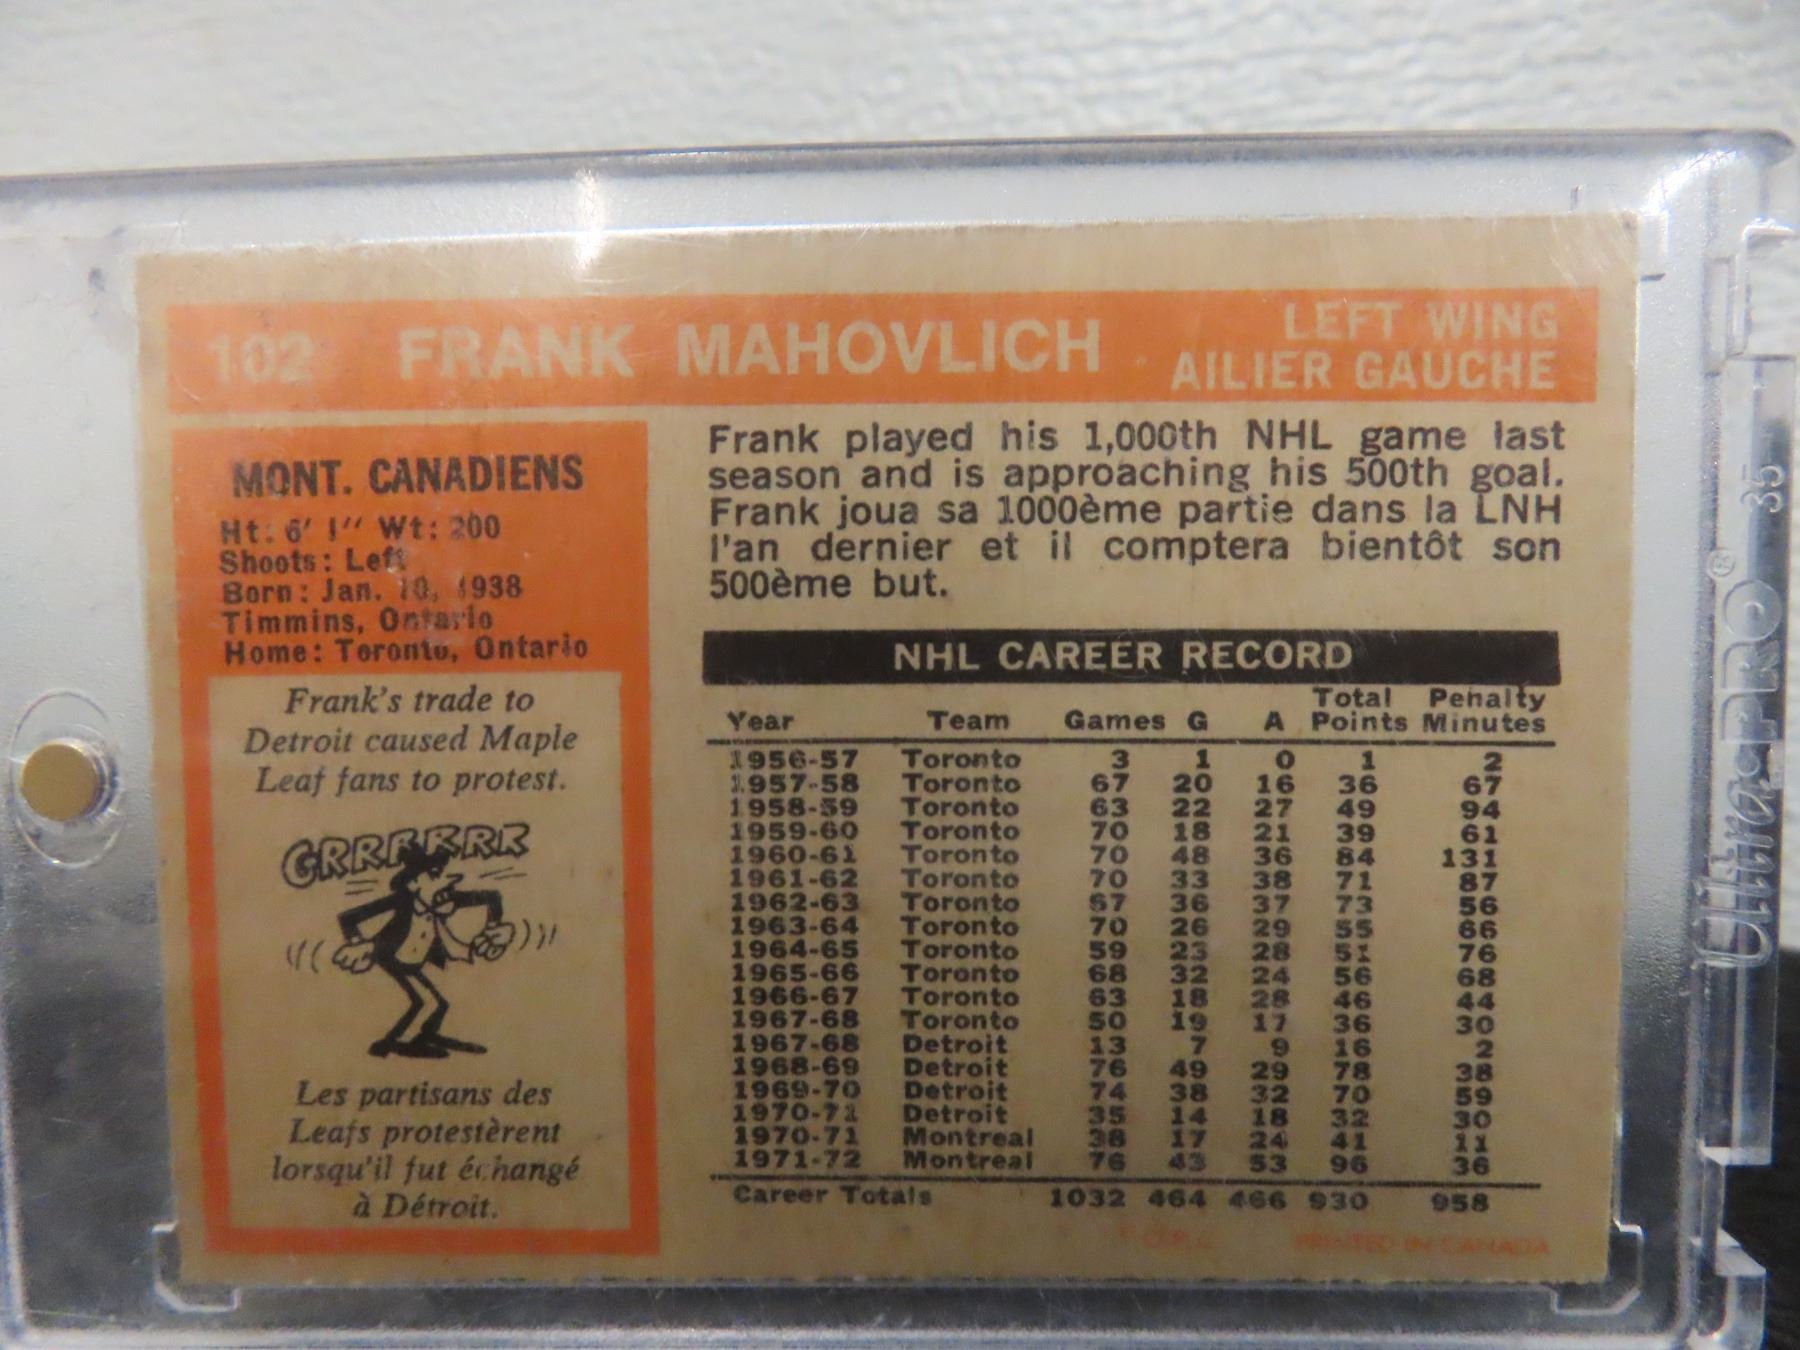 102 FRANK MAHOVLICH LEFT WING
AILIER GAUCHE
MONT. CANADIENS
Ht: 6' 1" Wt: 200
Shoots: Left
Born: Jan. 10, 1938
Timmins, Ontario
Home: Toronto, Ontario
Frank's trade to
Detroit caused Maple
Leaf fans to protest.
GRRRRRR
Les partisans des
Leafs protestèrent
lorsqu'il fut échangé
à Détroit.
Frank played his 1,000th NHL game last
season and is approaching his 500th goal.
Frank joua sa 1000ème partie dans la LNH
l'an dernier et il comptera bientôt son
500ème but.
NHL CAREER RECORD
Total Penalty
Year Team Games G A Points Minutes
1956-57 Toronto 3 1 0 1 2
1957-58 Toronto 67 20 16 36 67
1958-59 Toronto 63 22 27 49 94
1959-60 Toronto 70 18 21 39 61
1960-61 Toronto 70 48 36 84 131
1961-62 Toronto 70 33 38 71 87
1962-63 Toronto 67 36 37 73 56
1963-64 Toronto 70 26 29 55 66
1964-65 Toronto 59 23 28 51 76
1965-66 Toronto 68 32 24 56 68
1966-67 Toronto 63 18 28 46 44
1967-68 Toronto 50 19 17 36 30
1967-68 Detroit 13 7 9 16 2
1968-69 Detroit 76 49 29 78 38
1969-70 Detroit 74 38 32 70 59
1970-71 Detroit 35 14 18 32 30
1970-71 Montreal 38 17 24 41 11
1971-72 Montreal 76 43 53 96 36
Career Totals 1032 464 466 930 958
PRINTED IN CANADA
Ultra•PRO® 35